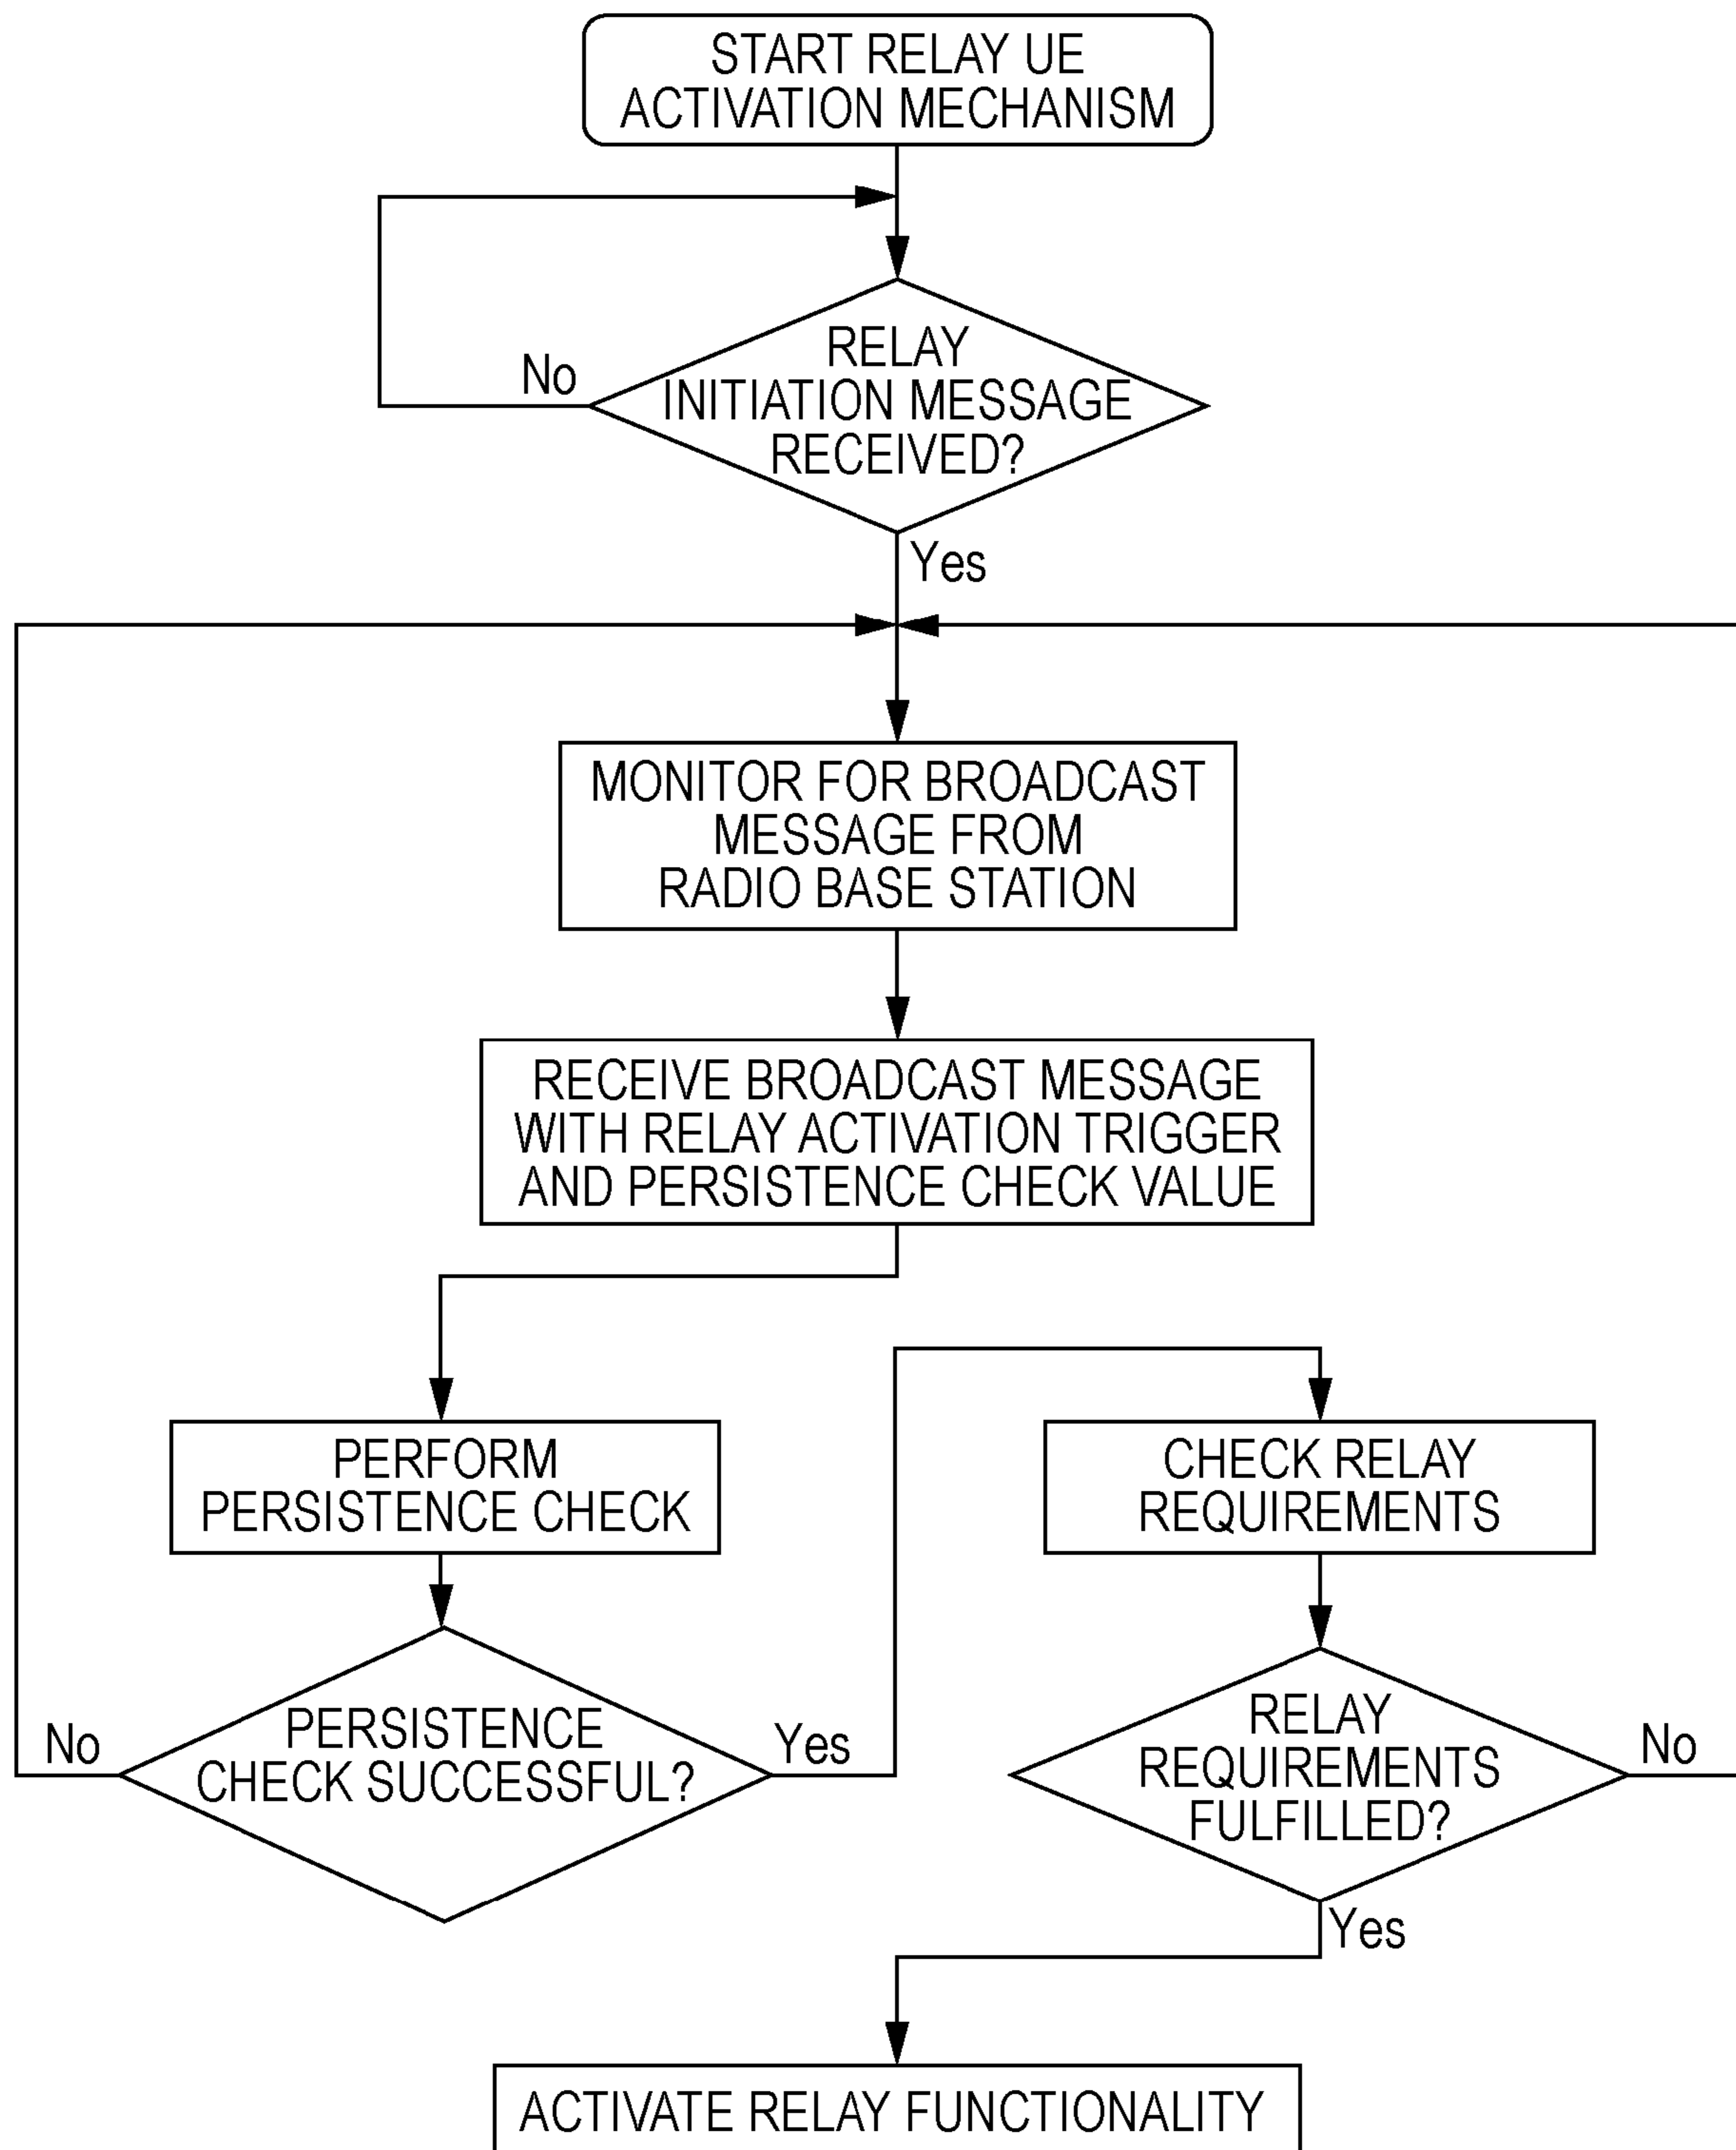 START RELAY UE
ACTIVATION MECHANISM
RELAY
INITIATION MESSAGE
RECEIVED?
No
Yes
MONITOR FOR BROADCAST
MESSAGE FROM
RADIO BASE STATION
RECEIVE BROADCAST MESSAGE
WITH RELAY ACTIVATION TRIGGER
AND PERSISTENCE CHECK VALUE
PERFORM
PERSISTENCE CHECK
PERSISTENCE
CHECK SUCCESSFUL?
No
Yes
CHECK RELAY
REQUIREMENTS
RELAY
REQUIREMENTS
FULFILLED?
No
Yes
ACTIVATE RELAY FUNCTIONALITY